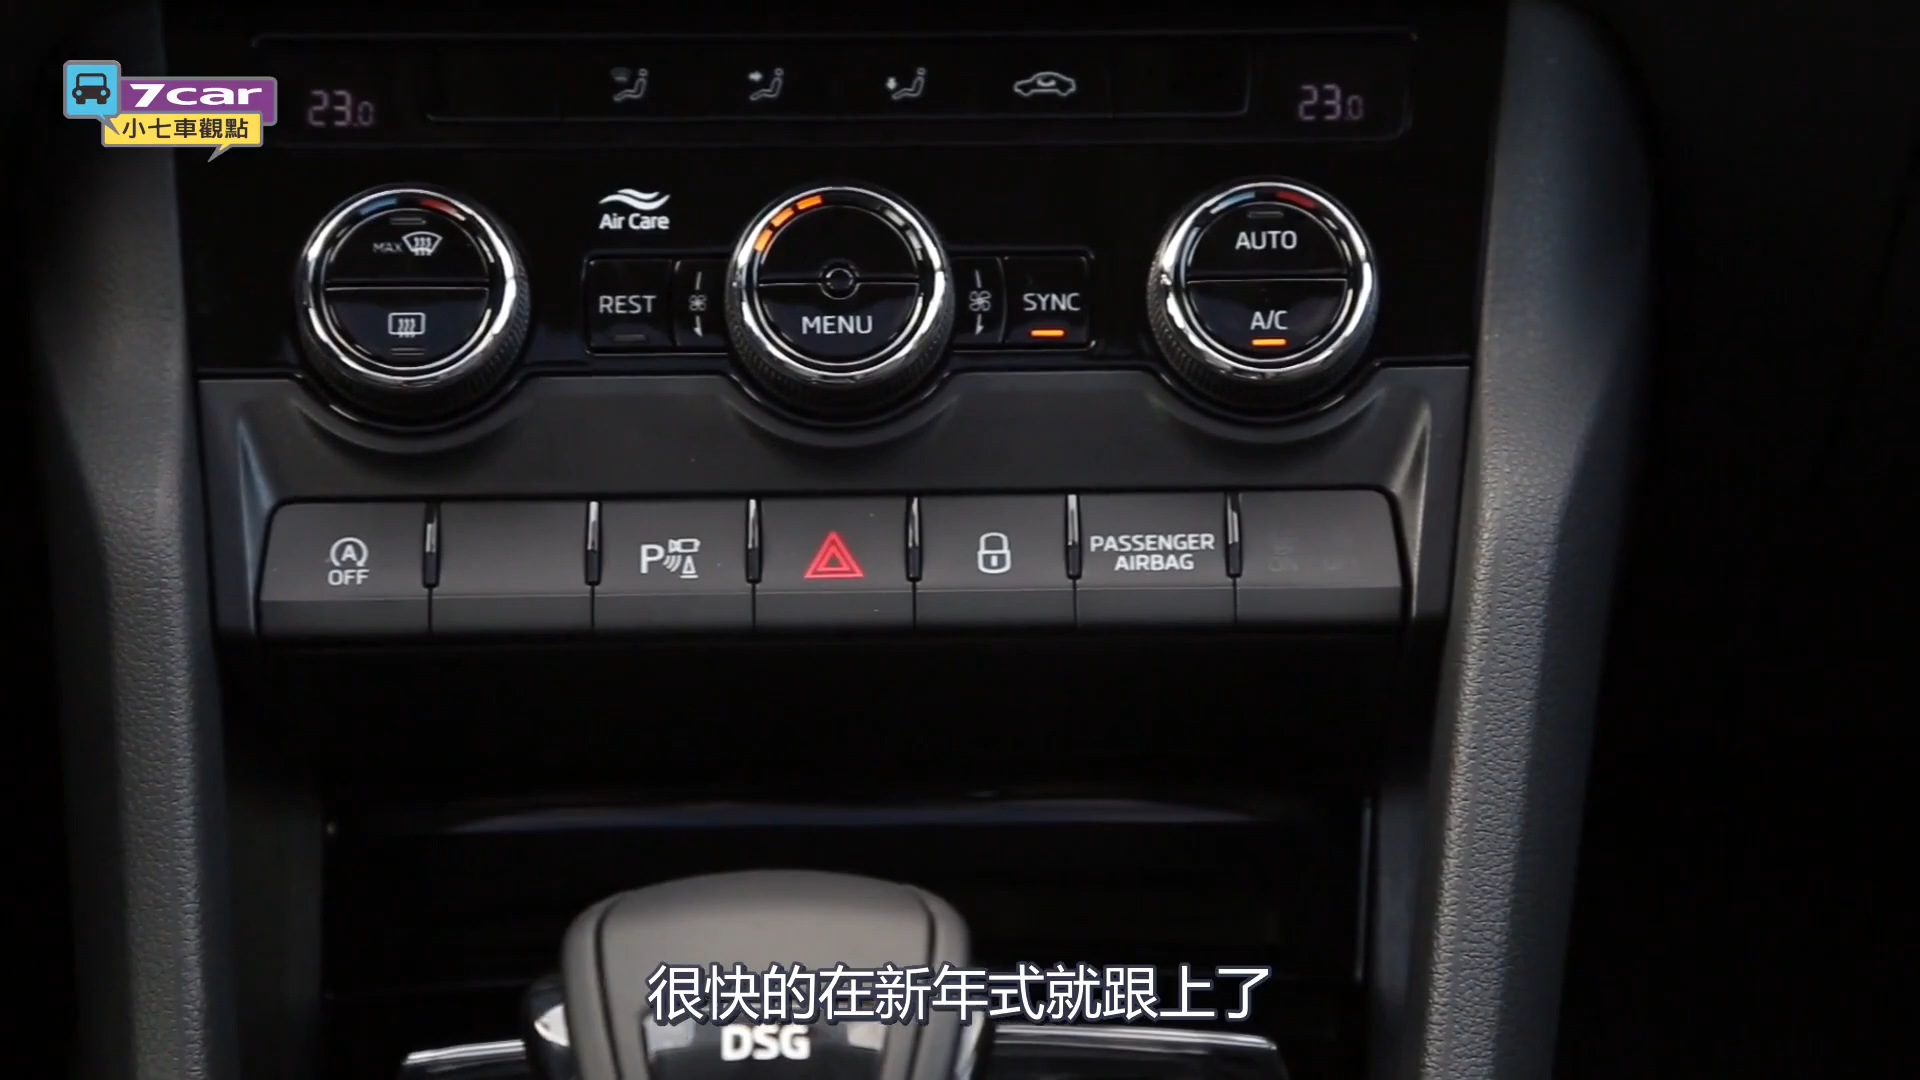 7car
小七車觀點
23.0
23.0
Air Care
MAX
AUTO
REST
MENU
SYNC
A/C
A
OFF
P
PASSENGER
AIRBAG
很快的在新年式就跟上了
DSG